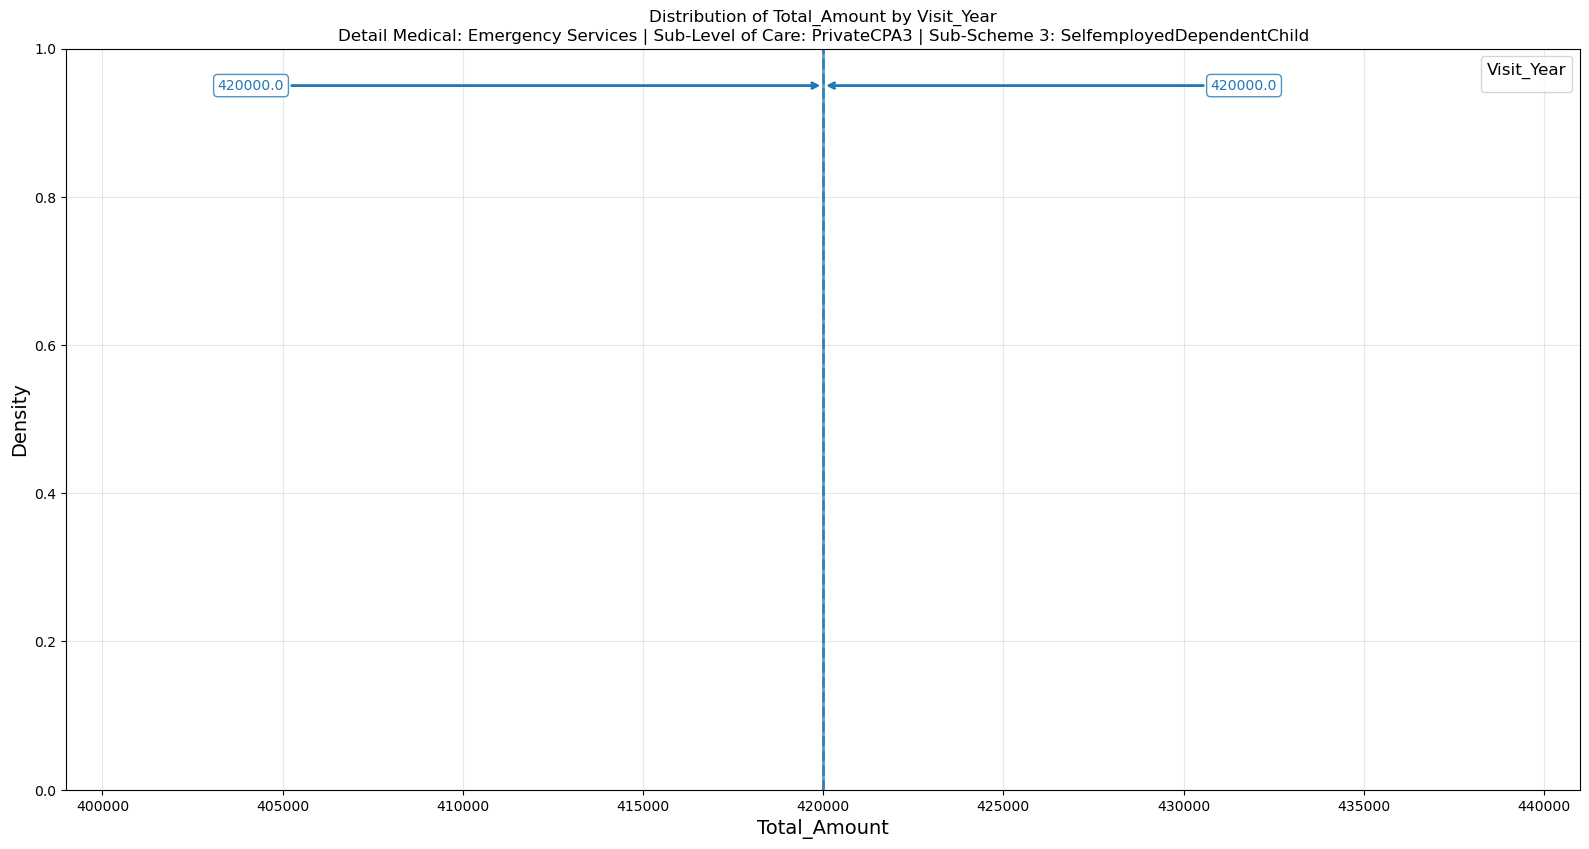 Distribution of Total_Amount by Visit_Year
Detail Medical: Emergency Services | Sub-Level of Care: PrivateCPA3 | Sub-Scheme 3: SelfemployedDependentChild
1.0
420000.0
420000.0
Visit_Year
0.8
0.6
Density
0.4
0.2
0.0
400000 405000 410000 415000 420000 425000 430000 435000 440000
Total_Amount